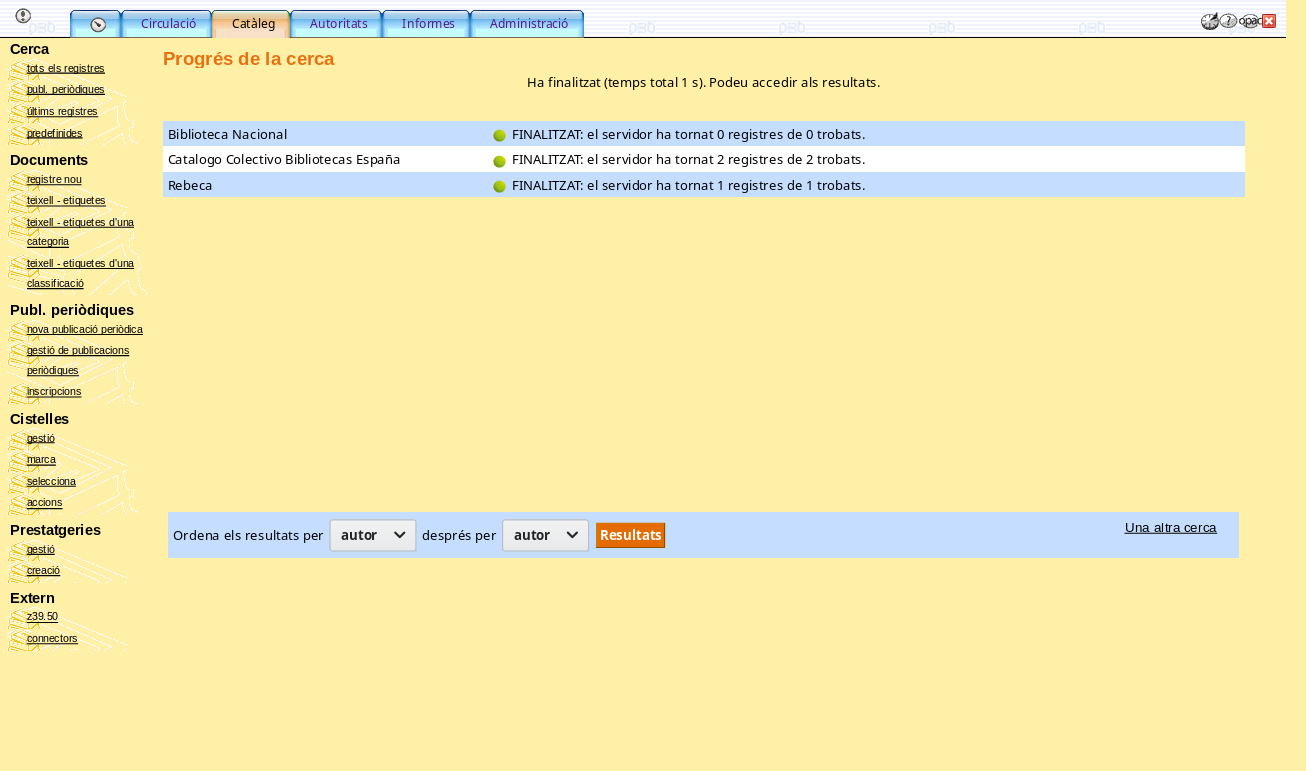 Circulació
Catàleg
Autoritats
Informes
Administració
opac
Cerca
tots els registres
publ. periòdiques
últims registres
predefinides
Documents
registre nou
teixell - etiquetes
teixell - etiquetes d'una
categoria
teixell - etiquetes d'una
classificació
Publ. periòdiques
nova publicació periòdica
gestió de publicacions
periòdiques
inscripcions
Cistelles
gestió
marca
selecciona
accions
Prestatgeries
gestió
creació
Extern
z39.50
connectors
Progrés de la cerca
Ha finalitzat (temps total 1 s). Podeu accedir als resultats.
Biblioteca Nacional FINALITZAT: el servidor ha tornat 0 registres de 0 trobats.
Catalogo Colectivo Bibliotecas España FINALITZAT: el servidor ha tornat 2 registres de 2 trobats.
Rebeca FINALITZAT: el servidor ha tornat 1 registres de 1 trobats.
Ordena els resultats per autor després per autor Resultats
Una altra cerca